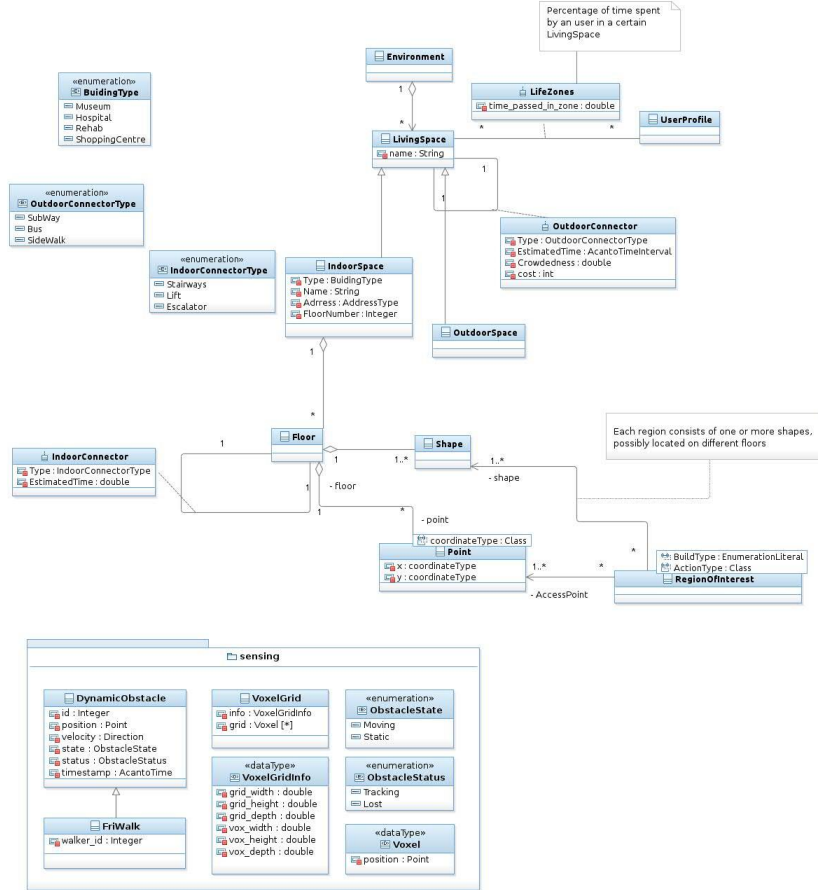 Percentage of time spent
by an user in a certain
LivingSpace
Environment
1
*
«enumeration»
BuidingType
Museum
Hospital
Rehab
ShoppingCentre
LifeZones
time_passed_in_zone : double
*
*
UserProfile
LivingSpace
name : String
1
1
«enumeration»
OutdoorConnectorType
SubWay
Bus
SideWalk
OutdoorConnector
Type : OutdoorConnectorType
EstimatedTime : AcantoTimeInterval
Crowdedness : double
cost : int
«enumeration»
IndoorConnectorType
Stairways
Lift
Escalator
IndoorSpace
Type : BuidingType
Name : String
Adrress : AddressType
FloorNumber : Integer
OutdoorSpace
1
*
Floor
1
1
1
1..*
Shape
1..*
- shape
Each region consists of one or more shapes,
possibly located on different floors
IndoorConnector
Type : IndoorConnectorType
EstimatedTime : double
1
- floor
*
- point
coordinateType : Class
Point
x : coordinateType
y : coordinateType
1..*
*
*
- AccessPoint
BuildType : EnumerationLiteral
ActionType : Class
RegionOfInterest
sensing
DynamicObstacle
id : Integer
position : Point
velocity : Direction
state : ObstacleState
status : ObstacleStatus
timestamp : AcantoTime
FriWalk
walker_id : Integer
VoxelGrid
info : VoxelGridInfo
grid : Voxel [*]
«dataType»
VoxelGridInfo
grid_width : double
grid_height : double
grid_depth : double
vox_width : double
vox_height : double
vox_depth : double
«enumeration»
ObstacleState
Moving
Static
«enumeration»
ObstacleStatus
Tracking
Lost
«dataType»
Voxel
position : Point